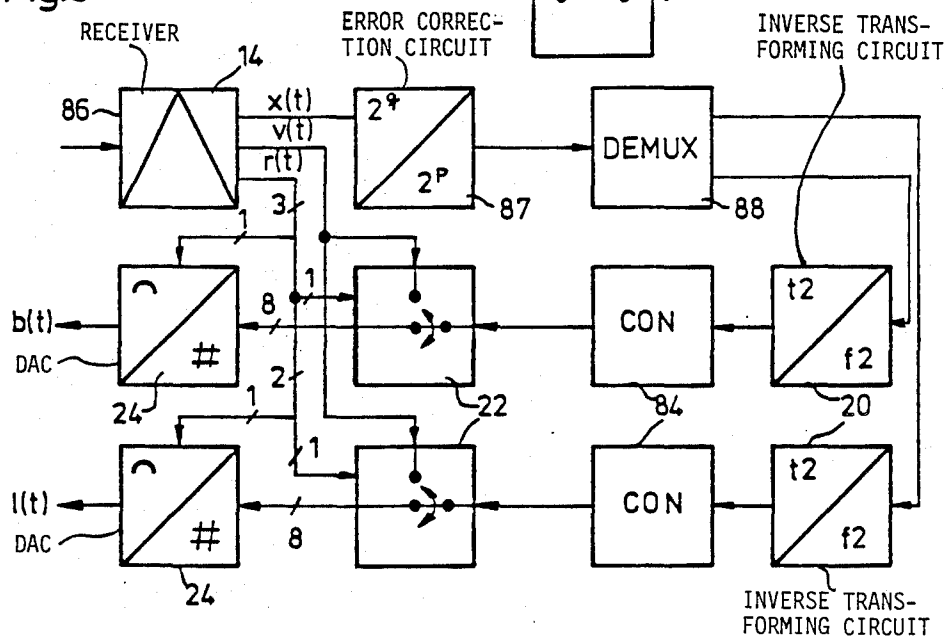 RECEIVER
14
ERROR CORREC-
TION CIRCUIT
INVERSE TRANS-
FORMING CIRCUIT
86
x(t)
v(t)
r(t)
2^q
2^p
87
DEMUX
88
3
1
1
8
b(t)
DAC
#
24
2
22
CON
84
t2
f2
20
1
1
8
l(t)
DAC
#
24
CON
t2
f2
INVERSE TRANS-
FORMING CIRCUIT